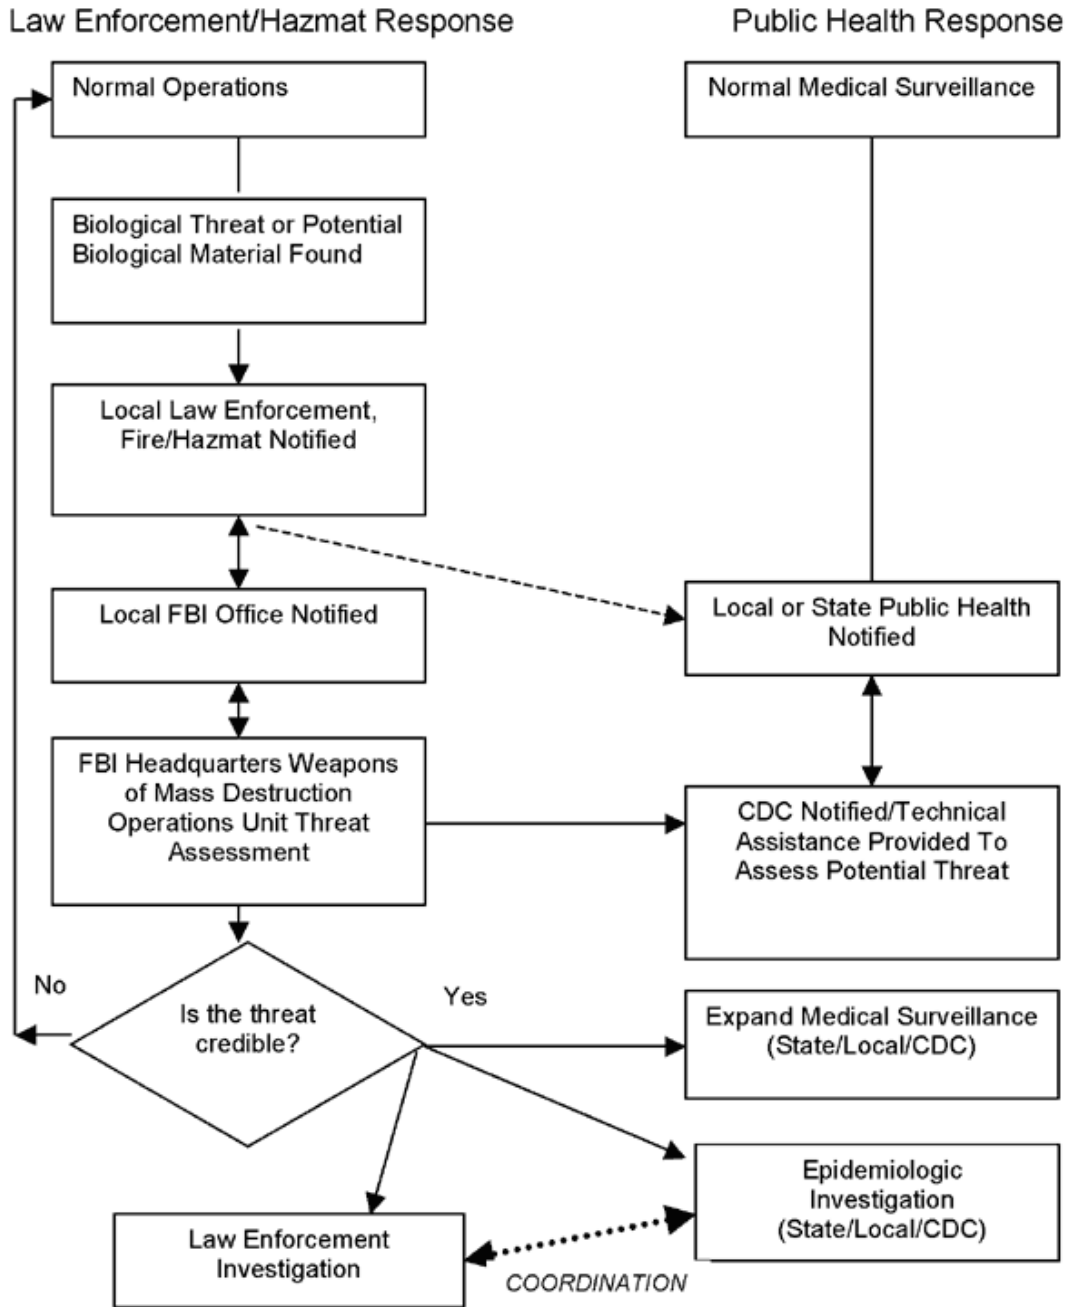 Law Enforcement/Hazmat Response
Public Health Response
Normal Operations
Normal Medical Surveillance
Biological Threat or Potential
Biological Material Found
Local Law Enforcement,
Fire/Hazmat Notified
Local FBI Office Notified
Local or State Public Health
Notified
FBI Headquarters Weapons
of Mass Destruction
Operations Unit Threat
Assessment
CDC Notified/Technical
Assistance Provided To
Assess Potential Threat
No
Is the threat
credible?
Yes
Expand Medical Surveillance
(State/Local/CDC)
Epidemiologic
Investigation
(State/Local/CDC)
Law Enforcement
Investigation
COORDINATION